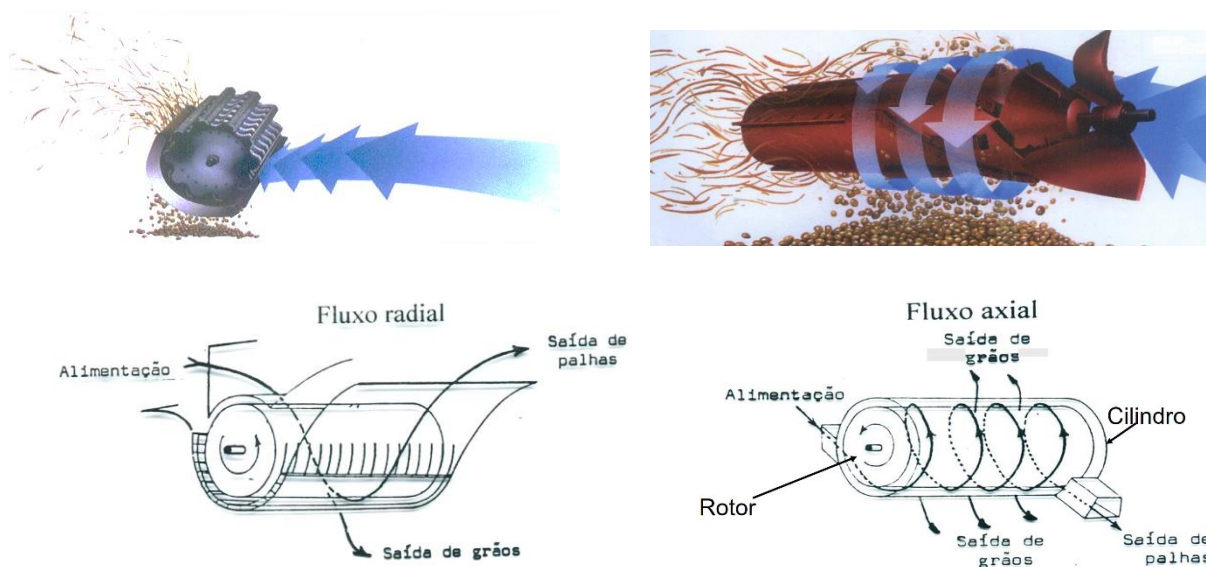 Fluxo radial
Alimentação
Saída de
palhas
Saída de grãos
Fluxo axial
Saída de
grãos
Alimentação
Cilindro
Rotor
Saída de
grãos
Saída de
palhas